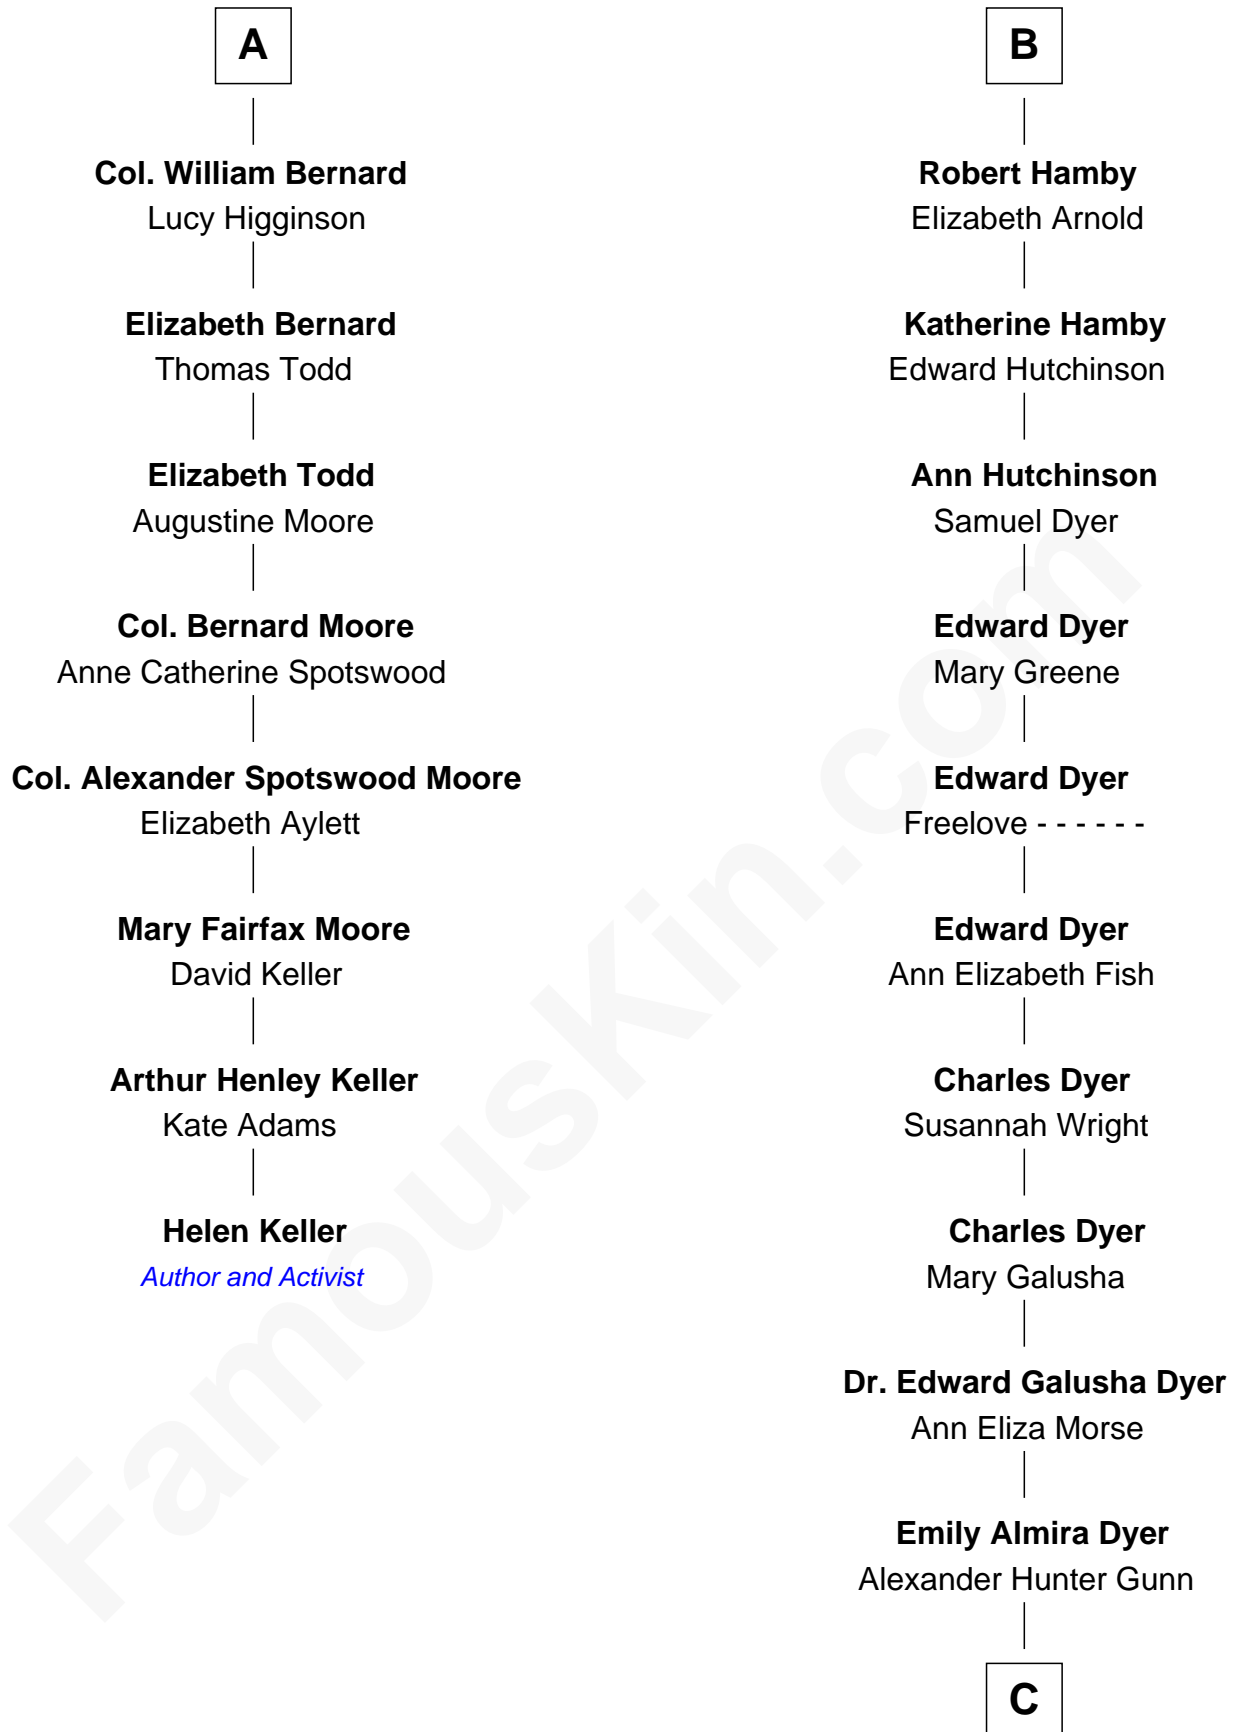 A
Col. William Bernard
Lucy Higginson
Elizabeth Bernard
Thomas Todd
Elizabeth Todd
Augustine Moore
Col. Bernard Moore
Anne Catherine Spotswood
Col. Alexander Spotswood Moore
Elizabeth Aylett
Mary Fairfax Moore
David Keller
Arthur Henley Keller
Kate Adams
Helen Keller
Author and Activist
B
Robert Hamby
Elizabeth Arnold
Katherine Hamby
Edward Hutchinson
Ann Hutchinson
Samuel Dyer
Edward Dyer
Mary Greene
Edward Dyer
Freelove - - - - - -
Edward Dyer
Ann Elizabeth Fish
Charles Dyer
Susannah Wright
Charles Dyer
Mary Galusha
Dr. Edward Galusha Dyer
Ann Eliza Morse
Emily Almira Dyer
Alexander Hunter Gunn
C
FamousKin.com